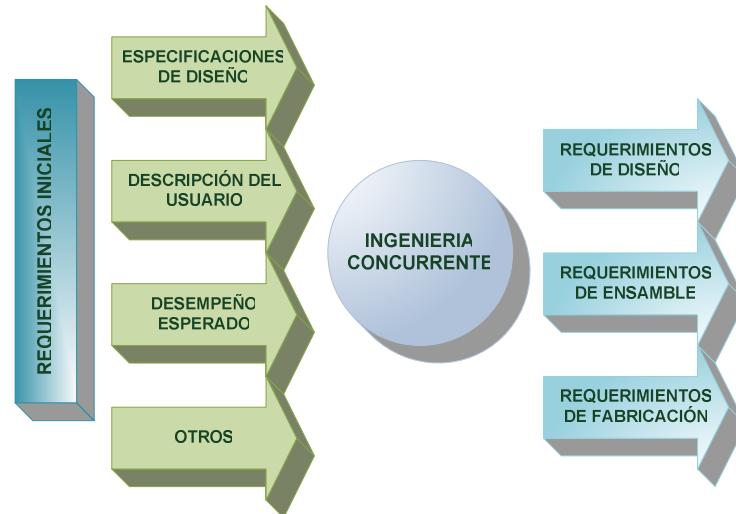 REQUERIMIENTOS INICIALES
ESPECIFICACIONES
DE DISEÑO
DESCRIPCIÓN DEL
USUARIO
DESEMPEÑO
ESPERADO
OTROS
INGENIERIA
CONCURRENTE
REQUERIMIENTOS
DE DISEÑO
REQUERIMIENTOS
DE ENSAMBLE
REQUERIMIENTOS
DE FABRICACIÓN